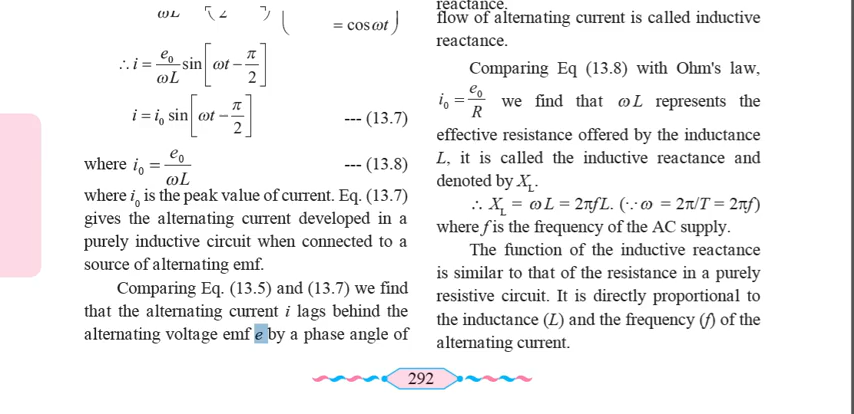 = cos ωt
∴ i = e₀/ωL sin[ωt − π/2]
i = i₀ sin[ωt − π/2] --- (13.7)
where i₀ = e₀/ωL --- (13.8)
where i₀ is the peak value of current. Eq. (13.7)
gives the alternating current developed in a
purely inductive circuit when connected to a
source of alternating emf.
Comparing Eq. (13.5) and (13.7) we find
that the alternating current i lags behind the
alternating voltage emf e by a phase angle of
reactance.
flow of alternating current is called inductive
reactance.
Comparing Eq (13.8) with Ohm's law,
i₀ = e₀/R we find that ωL represents the
effective resistance offered by the inductance
L, it is called the inductive reactance and
denoted by X_L.
∴ X_L = ωL = 2πfL. (∵ ω = 2π/T = 2πf)
where f is the frequency of the AC supply.
The function of the inductive reactance
is similar to that of the resistance in a purely
resistive circuit. It is directly proportional to
the inductance (L) and the frequency (f) of the
alternating current.
292